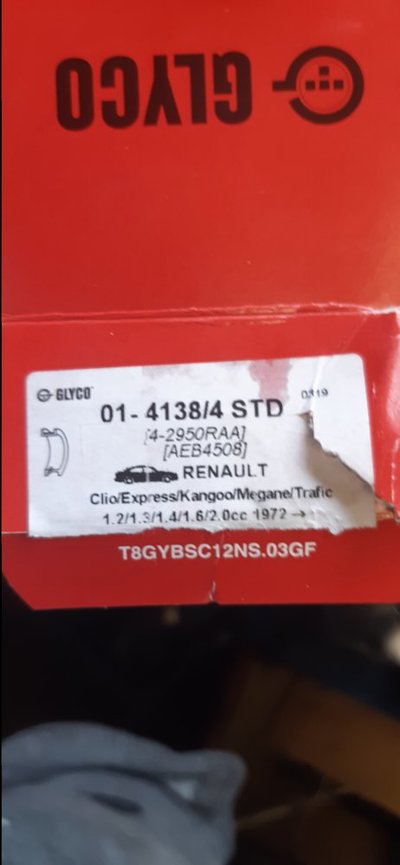 GLYCO
GLYCO
0319
01- 4138/4 STD
[4-2950RAA]
[AEB4508]
RENAULT
Clio/Express/Kangoo/Megane/Trafic
1.2/1.3/1.4/1.6/2.0cc 1972 →
T8GYBSC12NS.03GF